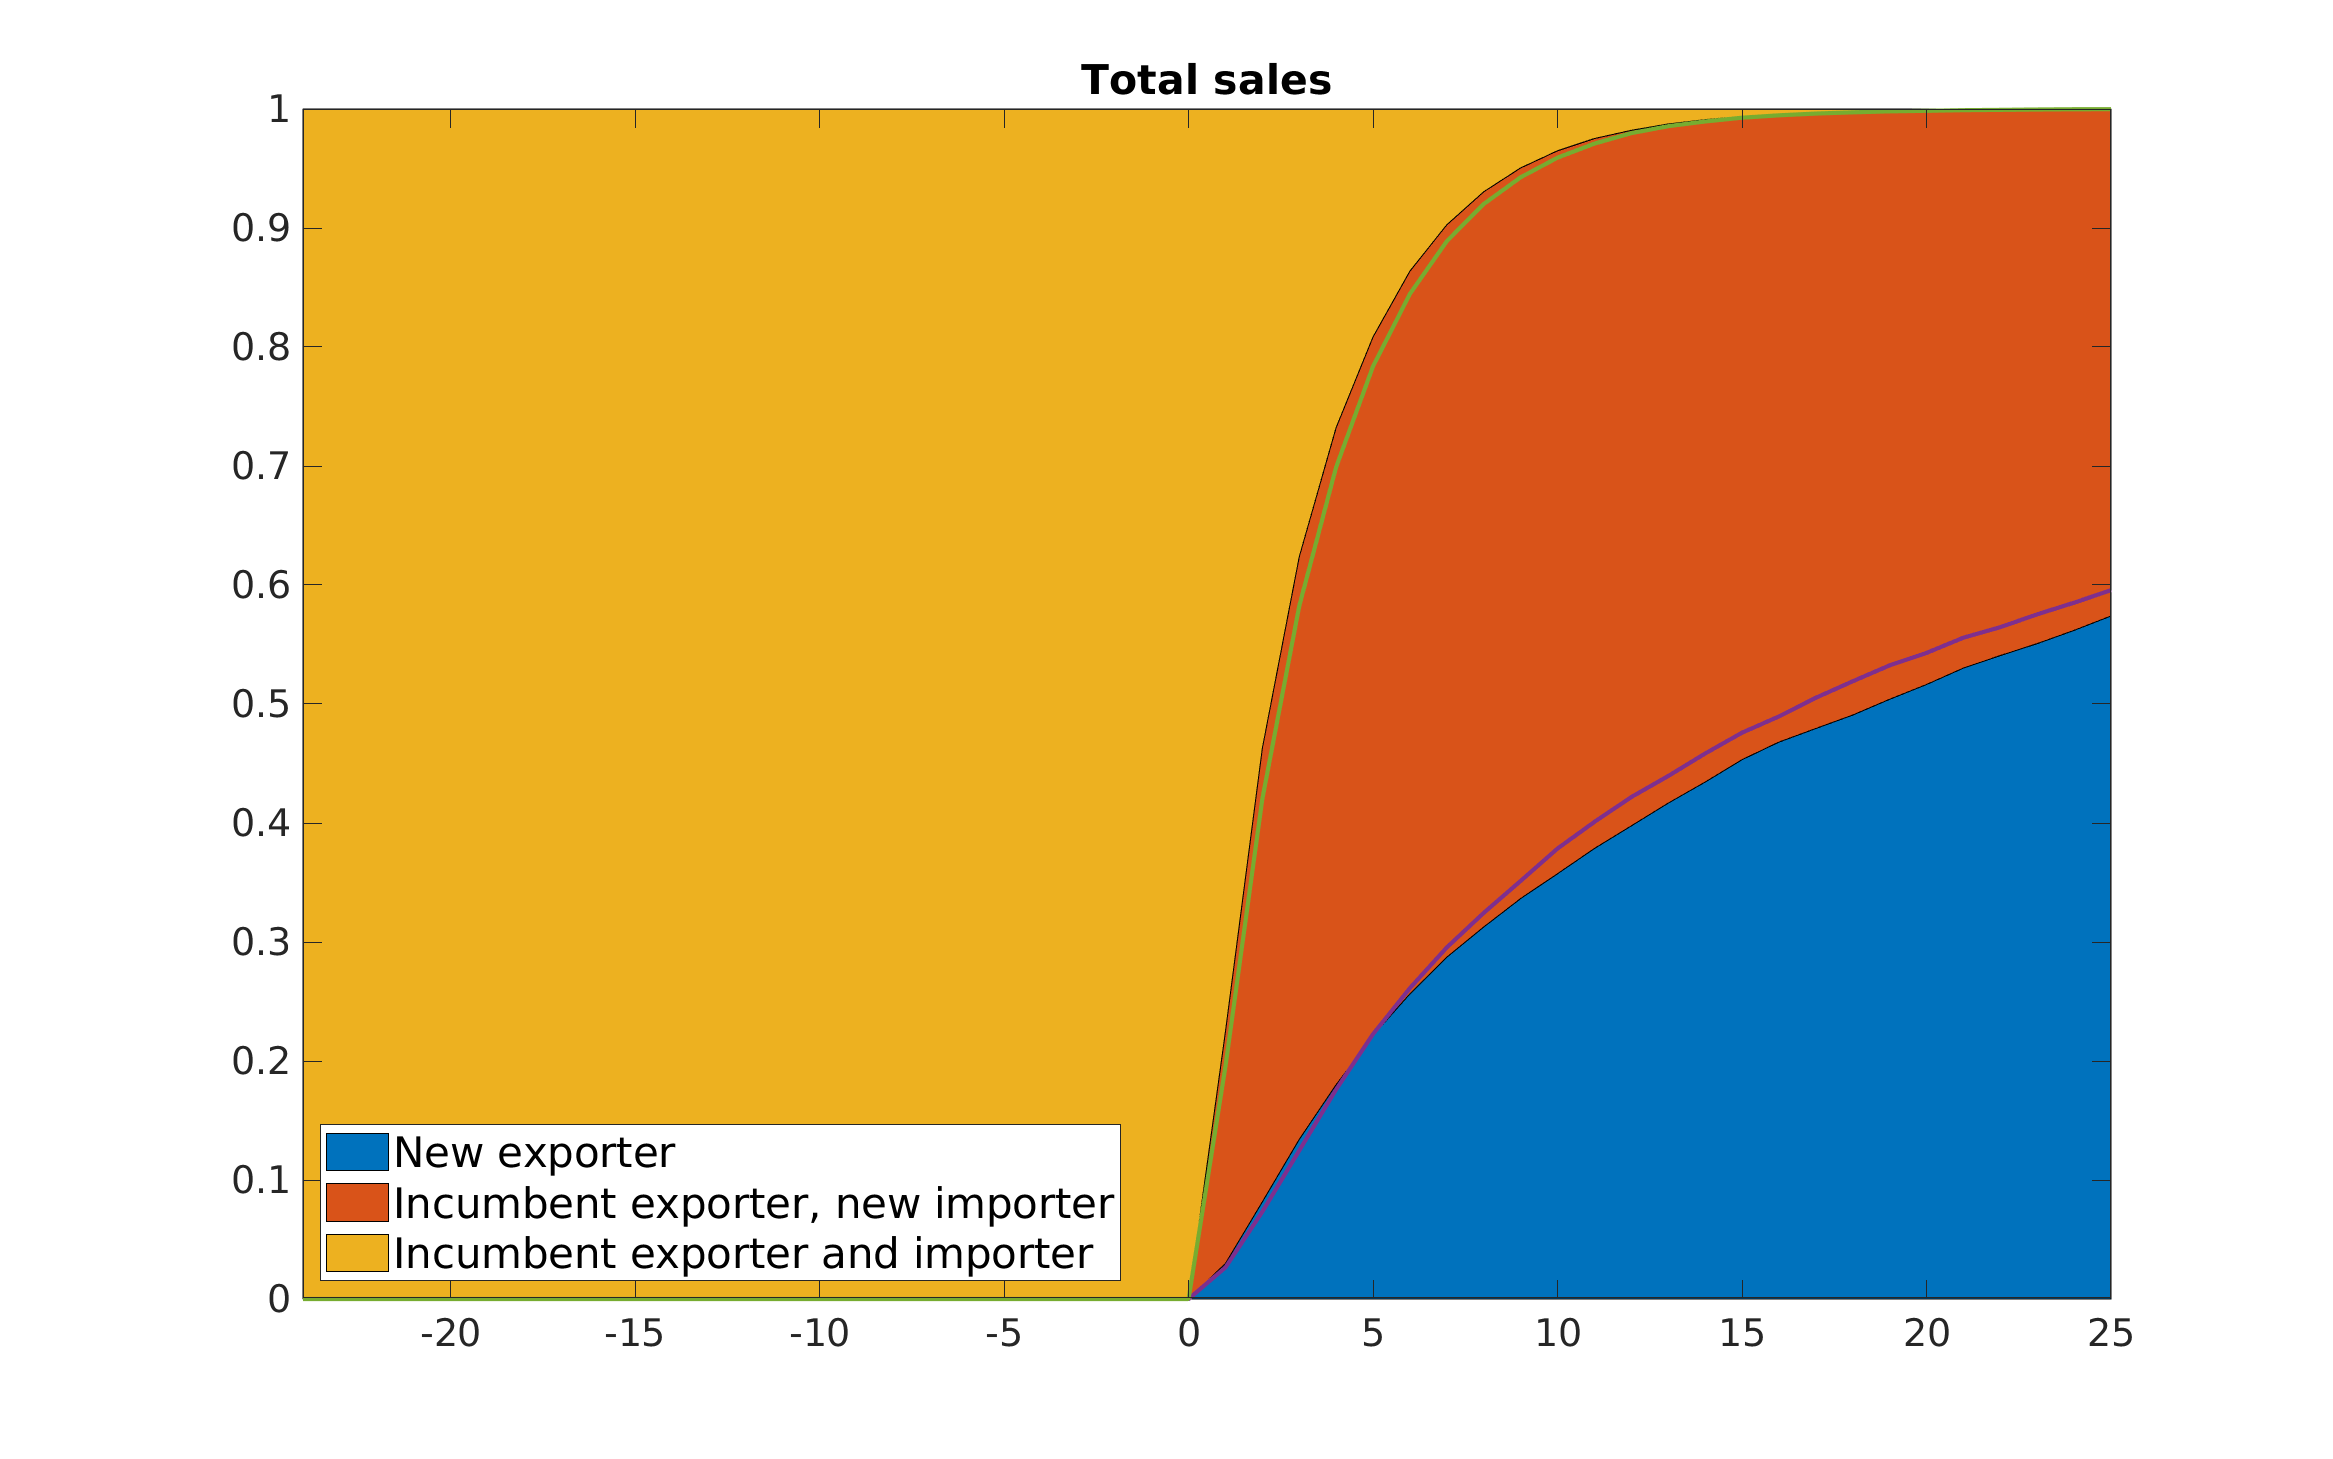 Total sales
1
0.9
0.8
0.7
0.6
0.5
0.4
0.3
0.2
0.1
0
New exporter
Incumbent exporter, new importer
Incumbent exporter and importer
-20 -15 -10 -5 0 5 10 15 20 25